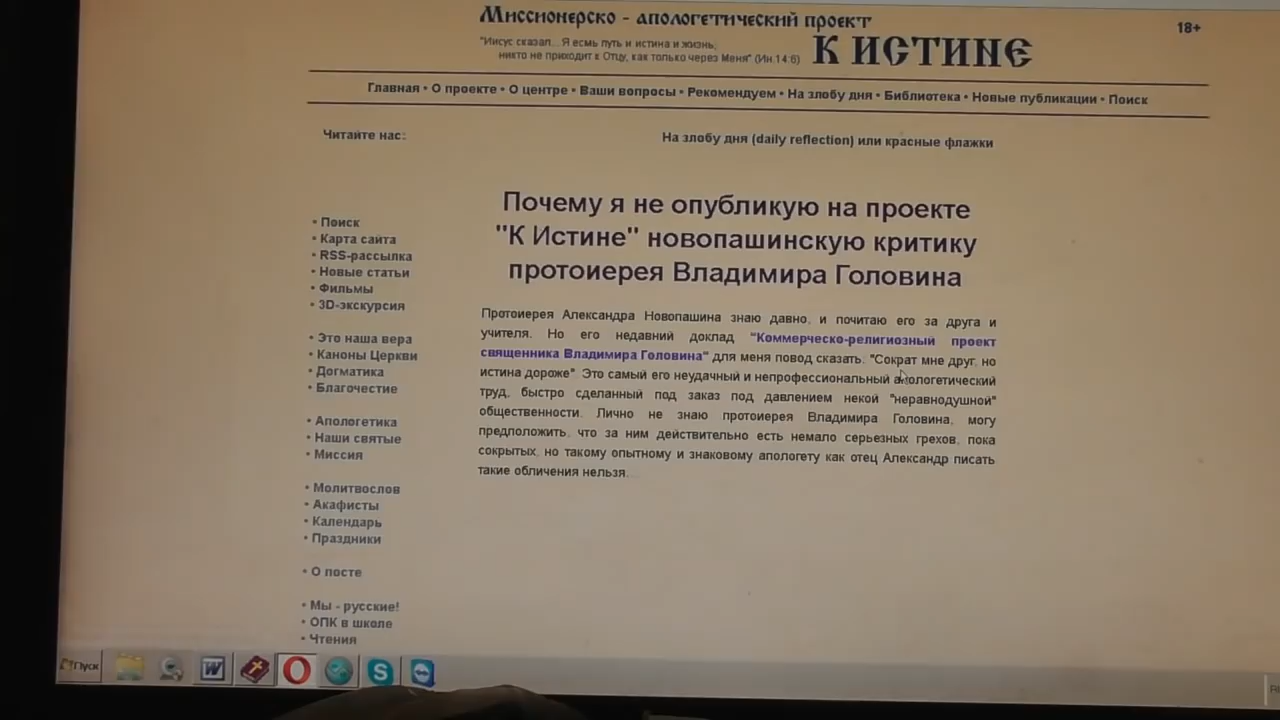 Миссионерско - апологетический проект
18+
"Иисус сказал... Я есмь путь и истина и жизнь;
никто не приходит к Отцу, как только через Меня" (Ин.14:6)
К ИСТИНЕ
Главная • О проекте • О центре • Ваши вопросы • Рекомендуем • На злобу дня • Библиотека • Новые публикации • Поиск
Читайте нас:
На злобу дня (daily reflection) или красные флажки
• Поиск
• Карта сайта
• RSS-рассылка
• Новые статьи
• Фильмы
• 3D-экскурсия
• Это наша вера
• Каноны Церкви
• Догматика
• Благочестие
• Апологетика
• Наши святые
• Миссия
• Молитвослов
• Акафисты
• Календарь
• Праздники
• О посте
• Мы - русские!
• ОПК в школе
• Чтения
Почему я не опубликую на проекте
"К Истине" новопашинскую критику
протоиерея Владимира Головина
Протоиерея Александра Новопашина знаю давно, и почитаю его за друга и
учителя. Но его недавний доклад "Коммерческо-религиозный проект
священника Владимира Головина" для меня повод сказать: "Сократ мне друг, но
истина дороже". Это самый его неудачный и непрофессиональный апологетический
труд, быстро сделанный под заказ под давлением некой "неравнодушной"
общественности. Лично не знаю протоиерея Владимира Головина, могу
предположить, что за ним действительно есть немало серьезных грехов, пока
сокрытых, но такому опытному и знаковому апологету как отец Александр писать
такие обличения нельзя...
Пуск